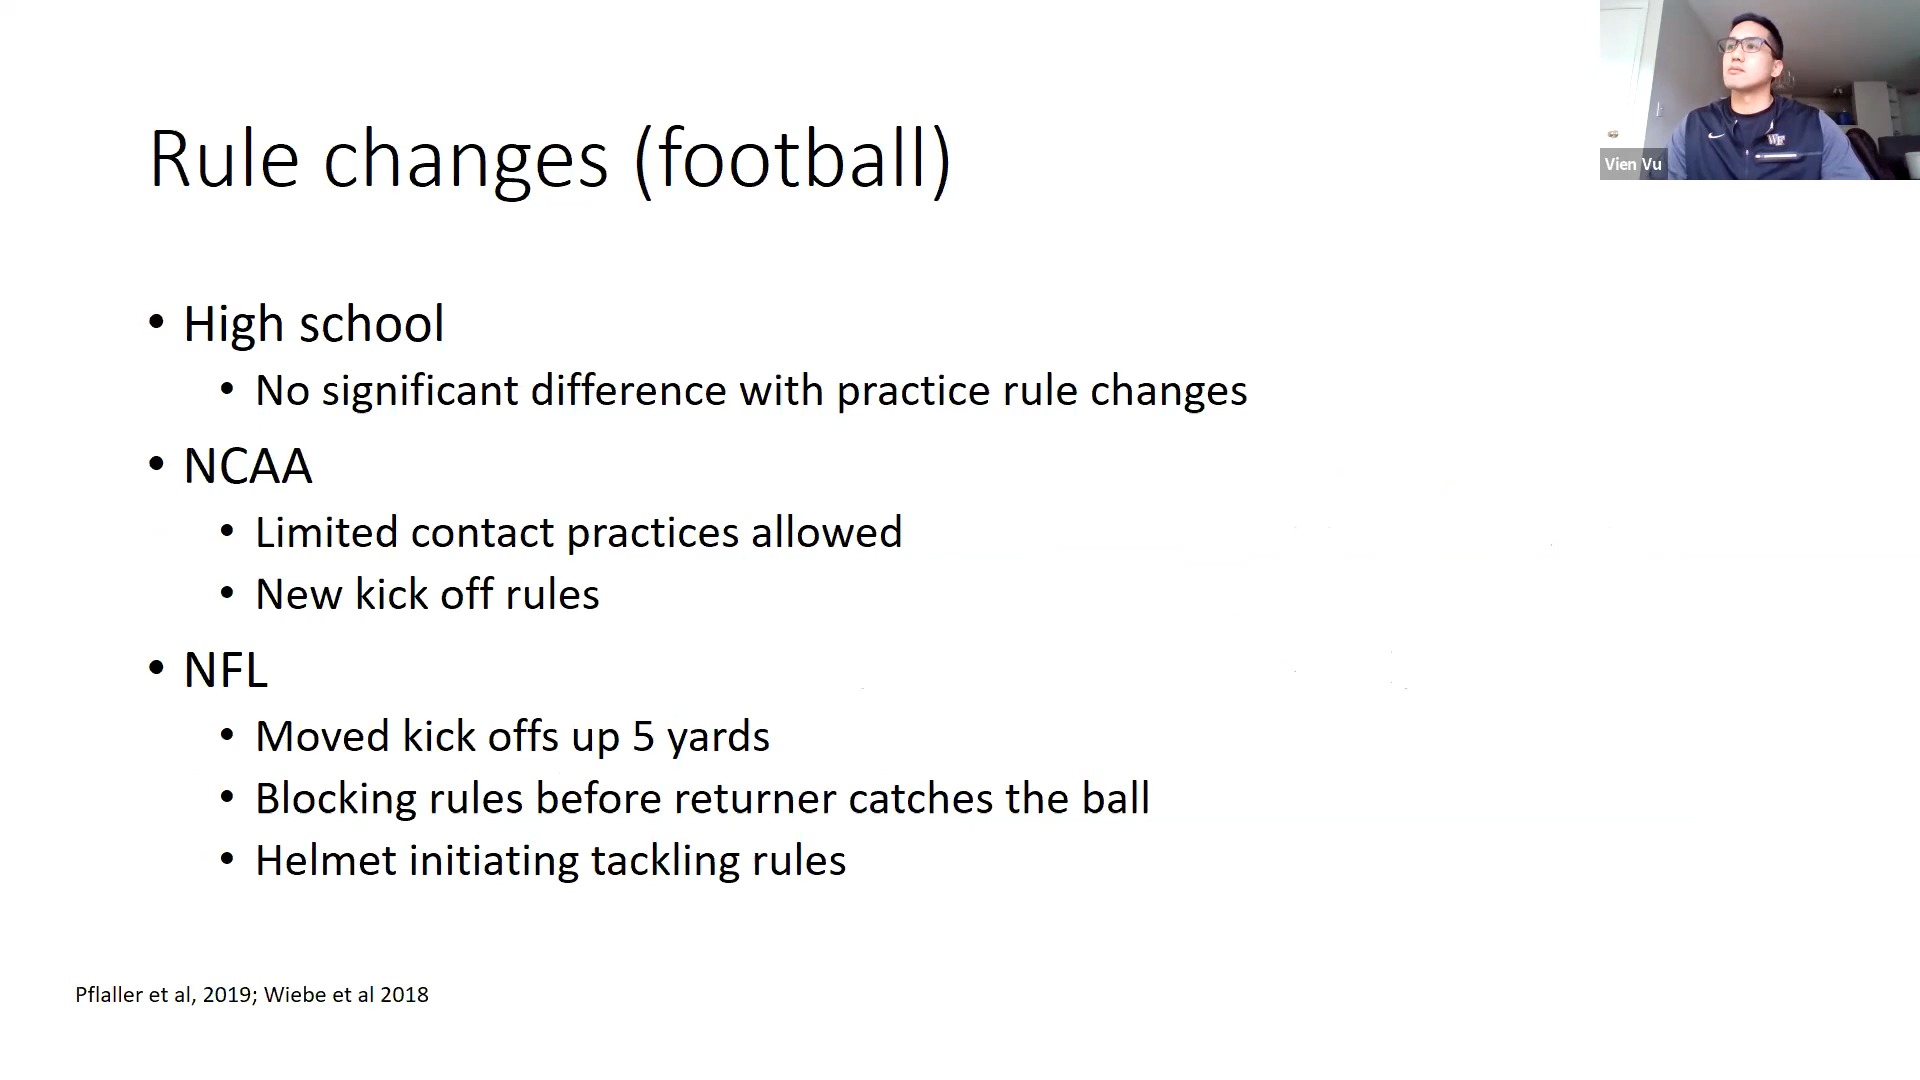 Rule changes (football)
• High school
• No significant difference with practice rule changes
• NCAA
• Limited contact practices allowed
• New kick off rules
• NFL
• Moved kick offs up 5 yards
• Blocking rules before returner catches the ball
• Helmet initiating tackling rules
Pflaller et al, 2019; Wiebe et al 2018
WF
Vien Vu